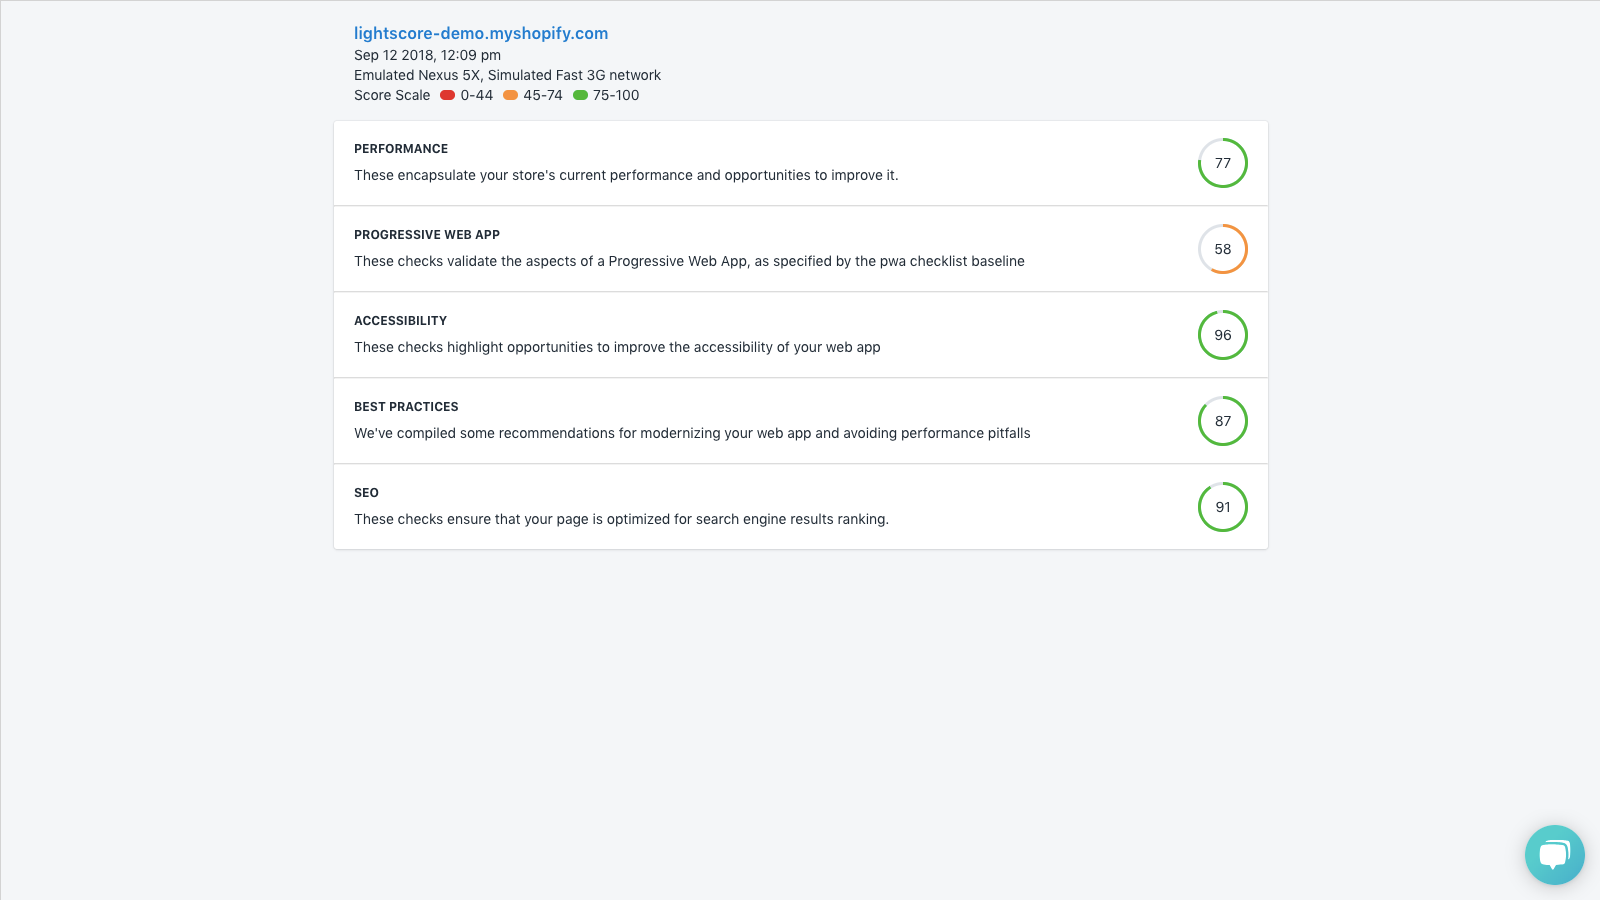 lightscore-demo.myshopify.com
Sep 12 2018, 12:09 pm
Emulated Nexus 5X, Simulated Fast 3G network
Score Scale 0-44 45-74 75-100
PERFORMANCE
These encapsulate your store's current performance and opportunities to improve it.
77
PROGRESSIVE WEB APP
These checks validate the aspects of a Progressive Web App, as specified by the pwa checklist baseline
58
ACCESSIBILITY
These checks highlight opportunities to improve the accessibility of your web app
96
BEST PRACTICES
We've compiled some recommendations for modernizing your web app and avoiding performance pitfalls
87
SEO
These checks ensure that your page is optimized for search engine results ranking.
91